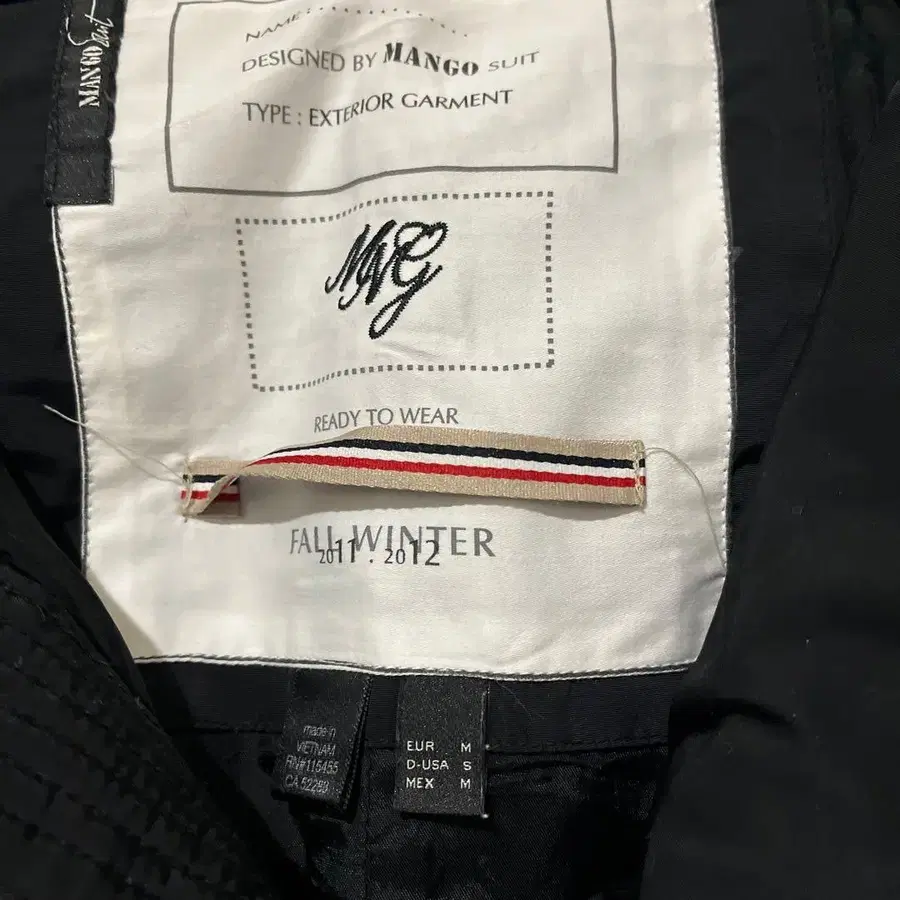 MANGO Suit
NAME:..............
DESIGNED BY MANGO SUIT
TYPE : EXTERIOR GARMENT
MNG
READY TO WEAR
FALL WINTER
2011 . 2012
made in
VIETNAM
RN#115455
CA 52283
EUR M
D-USA S
MEX M